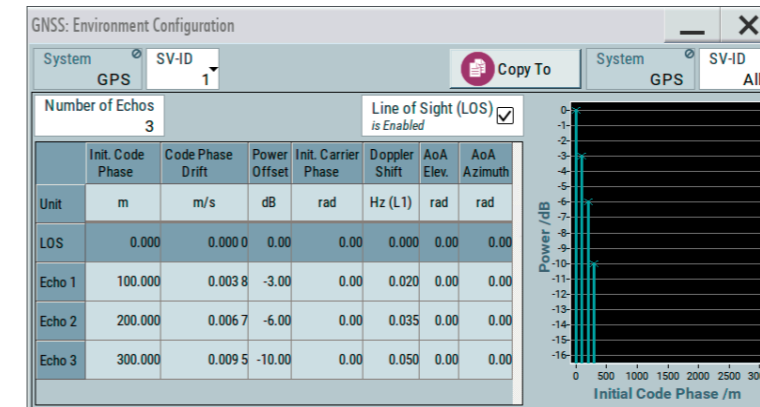 GNSS: Environment Configuration
System
GPS
SV-ID
1
Copy To
System
GPS
SV-ID
All
Number of Echos
3
Line of Sight (LOS)
is Enabled
Init. Code Phase Code Phase Drift Power Offset Init. Carrier Phase Doppler Shift AoA Elev. AoA Azimuth
Unit m m/s dB rad Hz (L1) rad rad
LOS 0.000 0.000 0 0.00 0.00 0.000 0.00 0.00
Echo 1 100.000 0.003 8 -3.00 0.00 0.020 0.00 0.00
Echo 2 200.000 0.006 7 -6.00 0.00 0.035 0.00 0.00
Echo 3 300.000 0.009 5 -10.00 0.00 0.050 0.00 0.00
Power /dB
0
-1
-2
-3
-4
-5
-6
-7
-8
-9
-10
-11
-12
-13
-14
-15
-16
0 500 1000 1500 2000 2500 30
Initial Code Phase /m